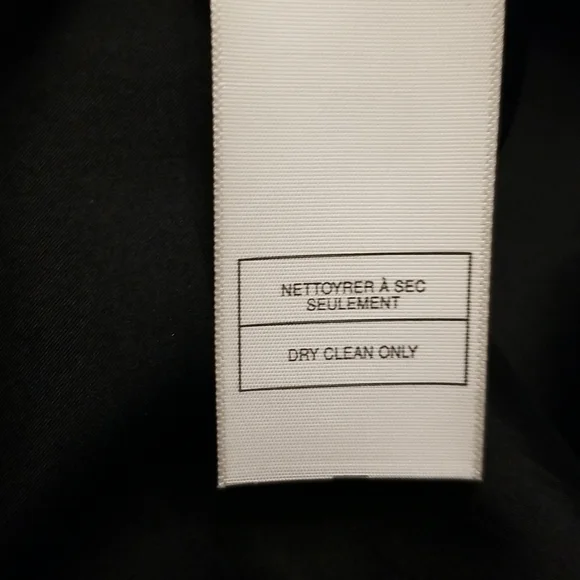 NETTOYRER À SEC
SEULEMENT
DRY CLEAN ONLY